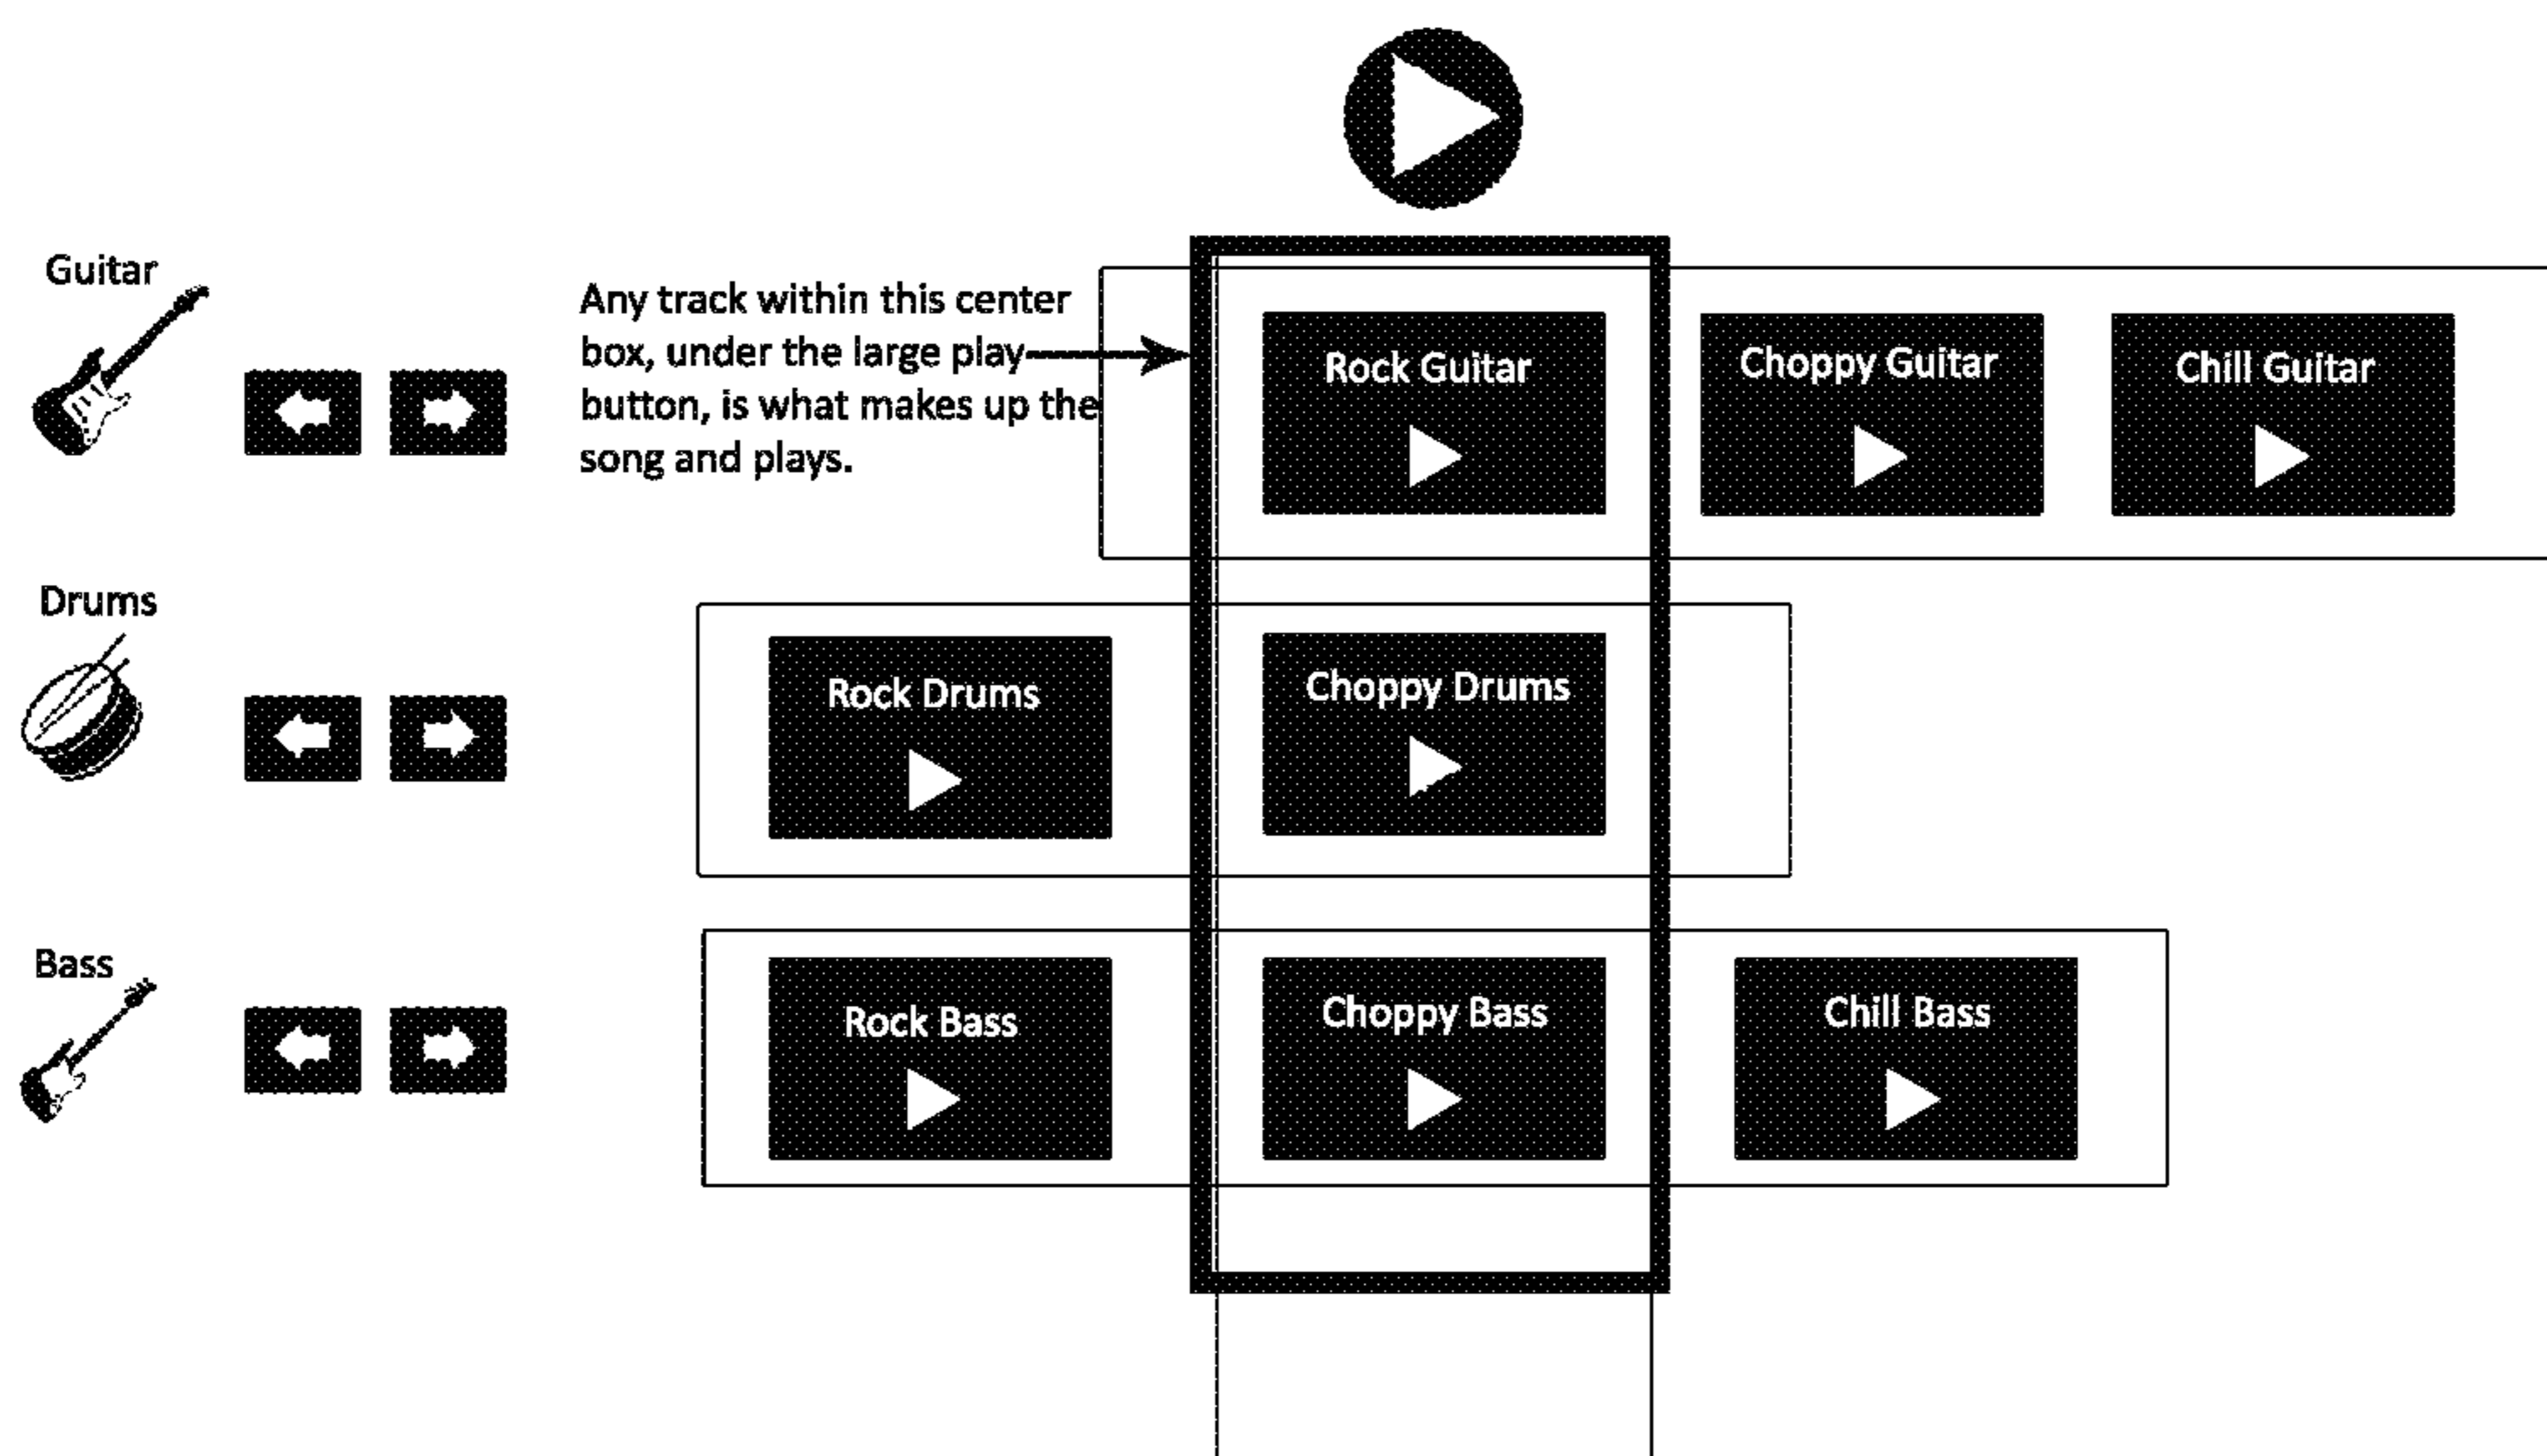 Guitar
Any track within this center
box, under the large play
button, is what makes up the
song and plays.
Rock Guitar
Choppy Guitar
Chill Guitar
Drums
Rock Drums
Choppy Drums
Bass
Rock Bass
Choppy Bass
Chill Bass